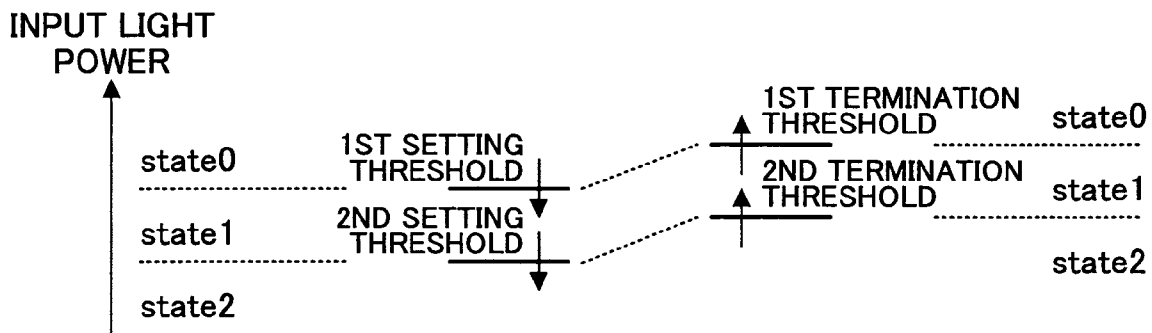 INPUT LIGHT
POWER
state0
1ST SETTING
THRESHOLD
state1
2ND SETTING
THRESHOLD
state2
1ST TERMINATION
THRESHOLD
state0
2ND TERMINATION
THRESHOLD
state1
state2